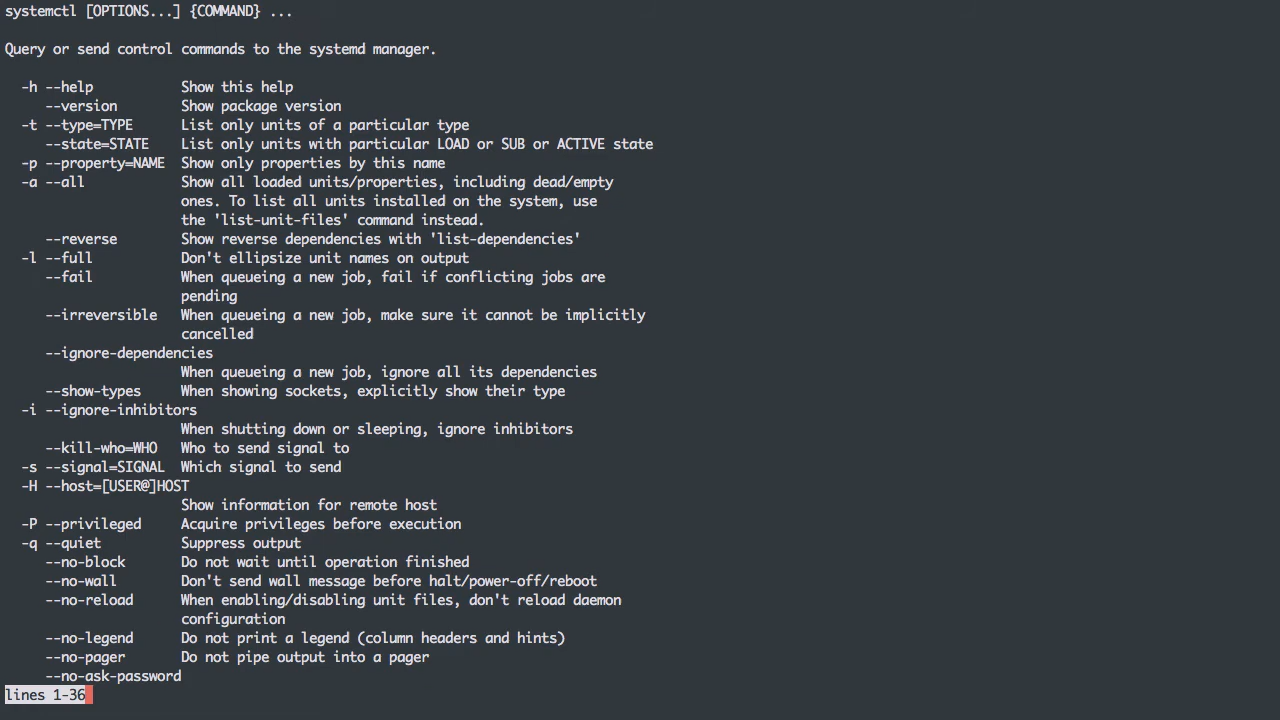 systemctl [OPTIONS...] {COMMAND} ...

Query or send control commands to the systemd manager.

  -h --help           Show this help
     --version        Show package version
  -t --type=TYPE      List only units of a particular type
     --state=STATE    List only units with particular LOAD or SUB or ACTIVE state
  -p --property=NAME  Show only properties by this name
  -a --all            Show all loaded units/properties, including dead/empty
                      ones. To list all units installed on the system, use
                      the 'list-unit-files' command instead.
     --reverse        Show reverse dependencies with 'list-dependencies'
  -l --full           Don't ellipsize unit names on output
     --fail           When queueing a new job, fail if conflicting jobs are
                      pending
     --irreversible   When queueing a new job, make sure it cannot be implicitly
                      cancelled
     --ignore-dependencies
                      When queueing a new job, ignore all its dependencies
     --show-types     When showing sockets, explicitly show their type
  -i --ignore-inhibitors
                      When shutting down or sleeping, ignore inhibitors
     --kill-who=WHO   Who to send signal to
  -s --signal=SIGNAL  Which signal to send
  -H --host=[USER@]HOST
                      Show information for remote host
  -P --privileged     Acquire privileges before execution
  -q --quiet          Suppress output
     --no-block       Do not wait until operation finished
     --no-wall        Don't send wall message before halt/power-off/reboot
     --no-reload      When enabling/disabling unit files, don't reload daemon
                      configuration
     --no-legend      Do not print a legend (column headers and hints)
     --no-pager       Do not pipe output into a pager
     --no-ask-password
lines 1-36